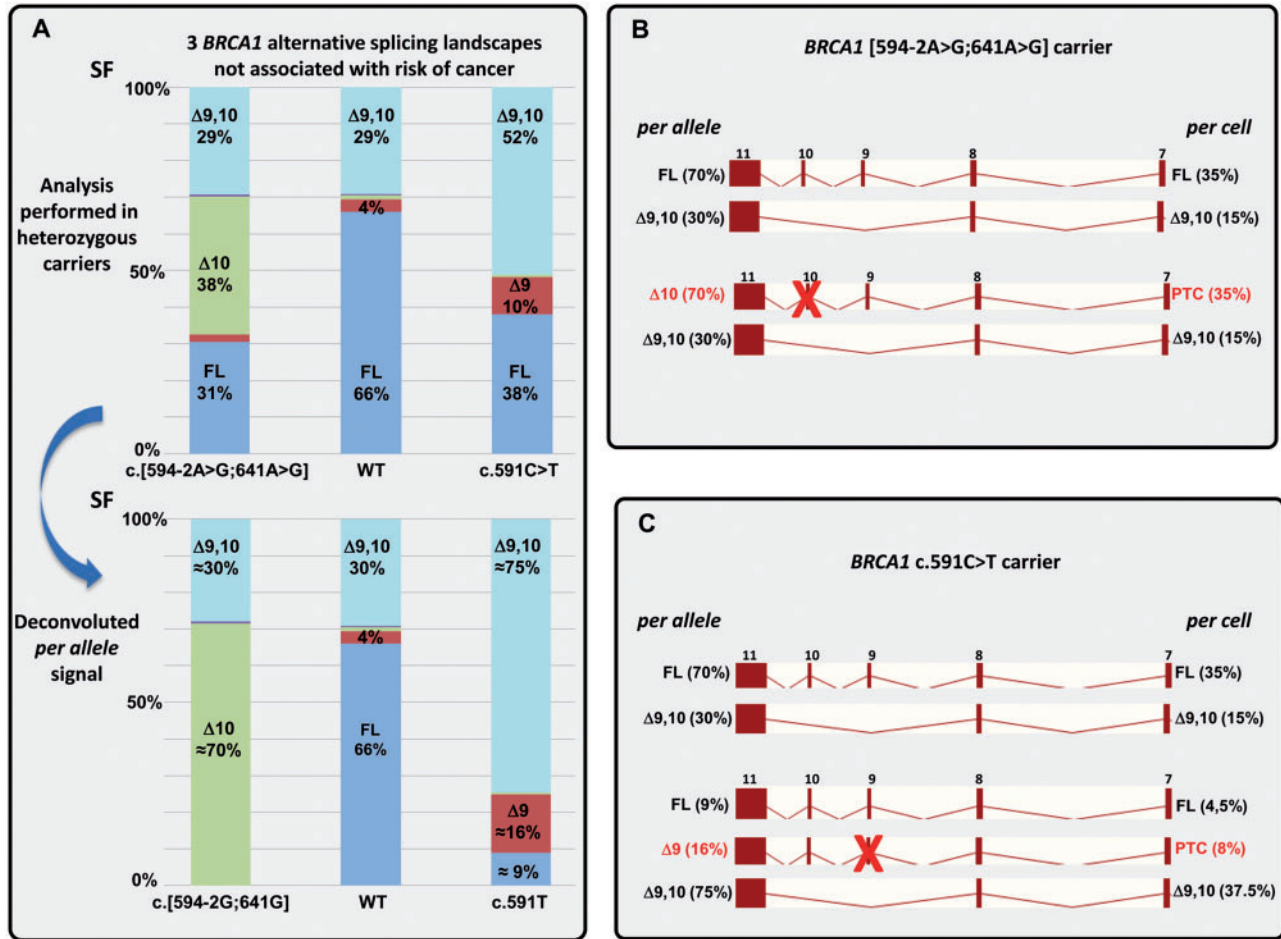 A
3 BRCA1 alternative splicing landscapes
not associated with risk of cancer
SF
100%
Δ9,10
29%
Δ9,10
29%
Δ9,10
52%
Analysis
performed in
heterozygous
carriers
4%
50%
Δ10
38%
Δ9
10%
FL
31%
FL
66%
FL
38%
0%
c.[594-2A>G;641A>G]
WT
c.591C>T
SF
100%
Δ9,10
≈30%
Δ9,10
30%
Δ9,10
≈75%
Deconvoluted
per allele
signal
4%
50%
Δ10
≈70%
FL
66%
Δ9
≈16%
≈ 9%
0%
c.[594-2G;641G]
WT
c.591T
B
BRCA1 [594-2A>G;641A>G] carrier
per allele
per cell
11 10 9 8 7
FL (70%) FL (35%)
Δ9,10 (30%) Δ9,10 (15%)
11 10 9 8 7
Δ10 (70%) X PTC (35%)
Δ9,10 (30%) Δ9,10 (15%)
C
BRCA1 c.591C>T carrier
per allele
per cell
11 10 9 8 7
FL (70%) FL (35%)
Δ9,10 (30%) Δ9,10 (15%)
11 10 9 8 7
FL (9%) FL (4,5%)
Δ9 (16%) X PTC (8%)
Δ9,10 (75%) Δ9,10 (37.5%)